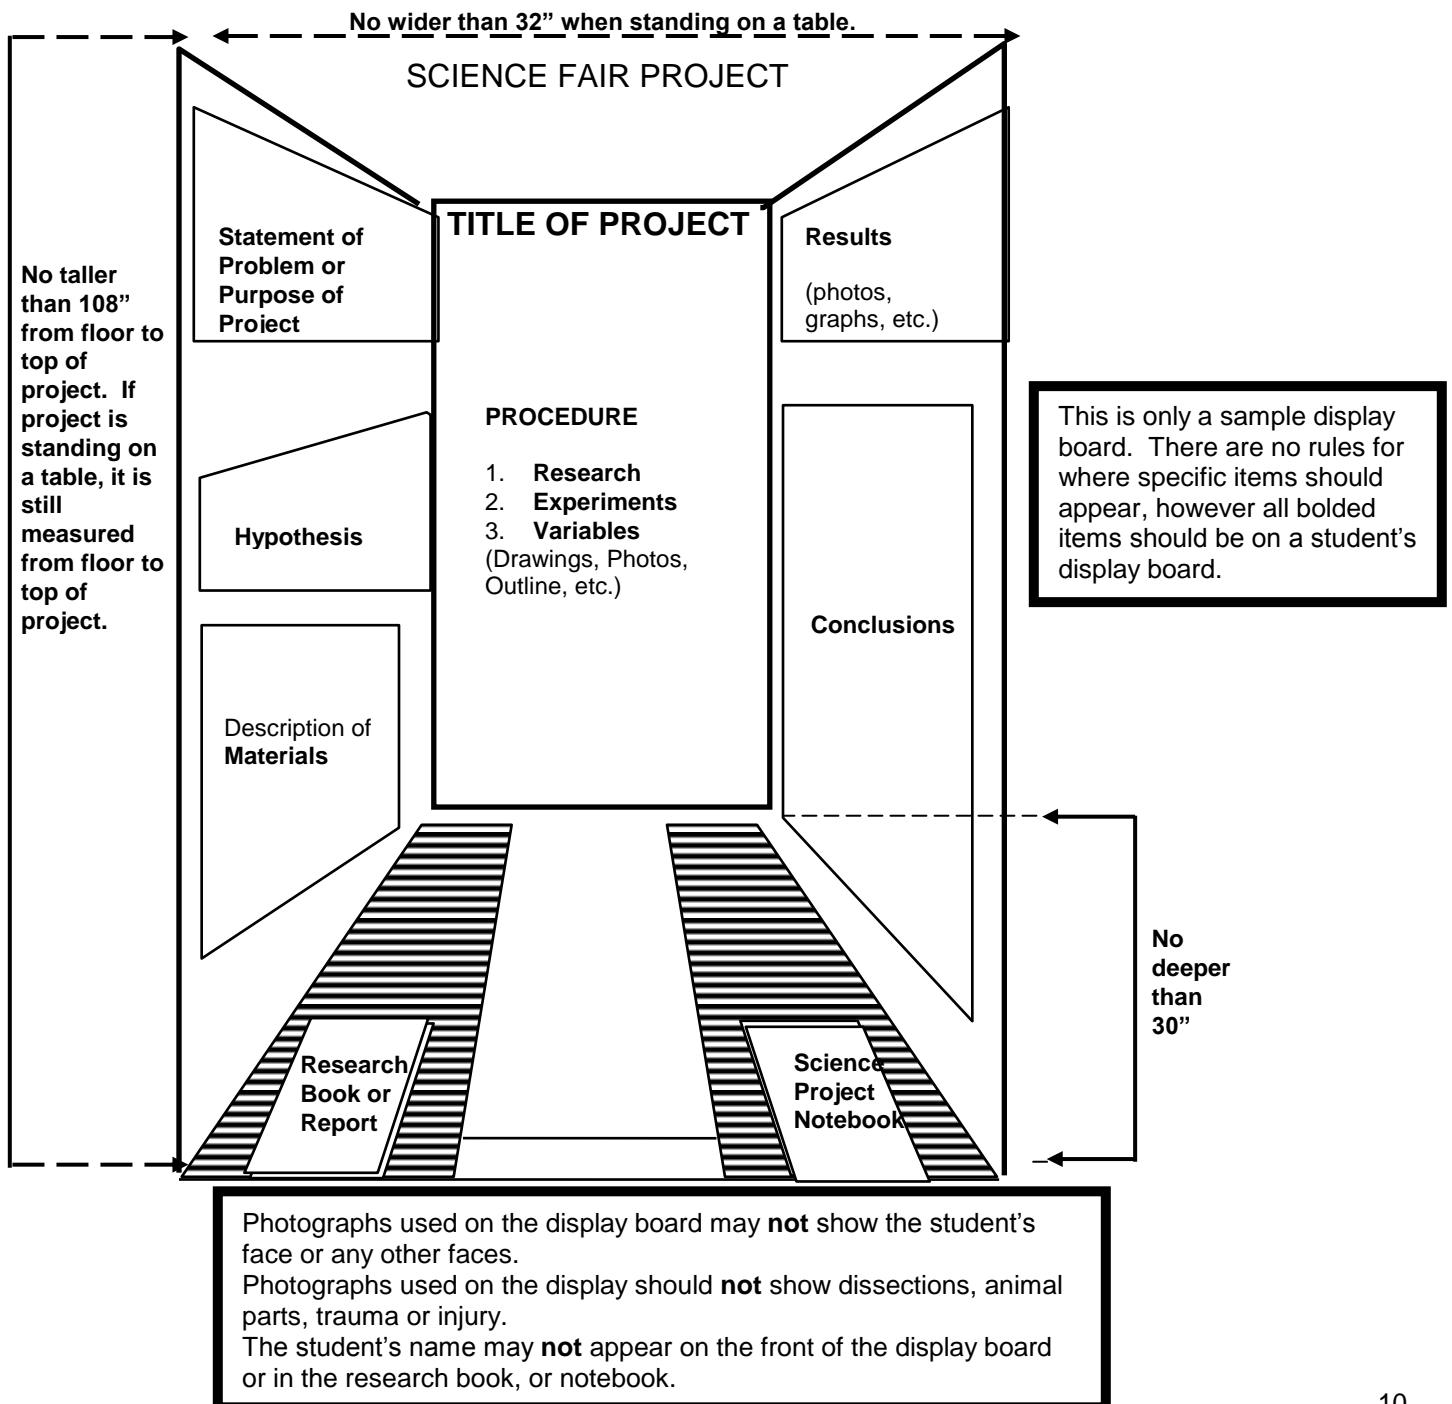 No wider than 32” when standing on a table.
SCIENCE FAIR PROJECT
No taller
than 108”
from floor to
top of
project.  If
project is
standing on
a table, it is
still
measured
from floor to
top of
project.
Statement of
Problem or
Purpose of
Project
Hypothesis
Description of
Materials
TITLE OF PROJECT
PROCEDURE
1. Research
2. Experiments
3. Variables
(Drawings, Photos,
Outline, etc.)
Results
(photos,
graphs, etc.)
Conclusions
This is only a sample display
board.  There are no rules for
where specific items should
appear, however all bolded
items should be on a student’s
display board.
No
deeper
than
30”
Research
Book or
Report
Science
Project
Notebook
Photographs used on the display board may not show the student’s
face or any other faces.
Photographs used on the display should not show dissections, animal
parts, trauma or injury.
The student’s name may not appear on the front of the display board
or in the research book, or notebook.
10